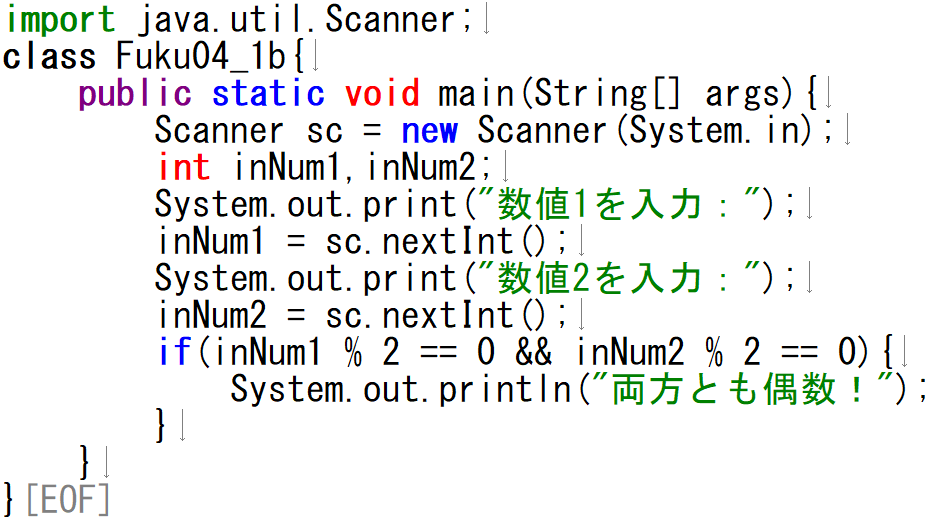 import java.util.Scanner;↓
class Fuku04_1b{↓
    public static void main(String[] args){↓
        Scanner sc = new Scanner(System.in);↓
        int inNum1,inNum2;↓
        System.out.print("数値1を入力：");↓
        inNum1 = sc.nextInt();↓
        System.out.print("数値2を入力：");↓
        inNum2 = sc.nextInt();↓
        if(inNum1 % 2 == 0 && inNum2 % 2 == 0){↓
            System.out.println("両方とも偶数！");
        }↓
    }↓
}[EOF]